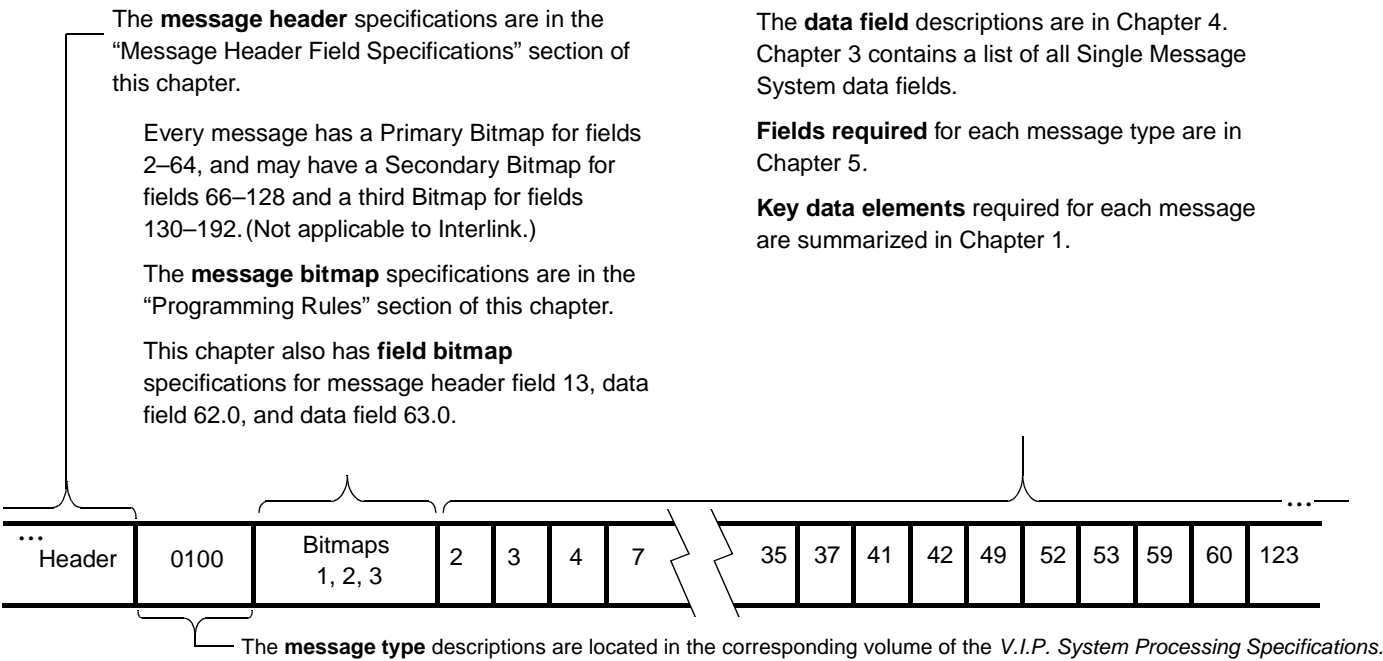 The message header specifications are in the
“Message Header Field Specifications” section of
this chapter.
Every message has a Primary Bitmap for fields
2–64, and may have a Secondary Bitmap for
fields 66–128 and a third Bitmap for fields
130–192. (Not applicable to Interlink.)
The message bitmap specifications are in the
“Programming Rules” section of this chapter.
This chapter also has field bitmap
specifications for message header field 13, data
field 62.0, and data field 63.0.
The data field descriptions are in Chapter 4.
Chapter 3 contains a list of all Single Message
System data fields.
Fields required for each message type are in
Chapter 5.
Key data elements required for each message
are summarized in Chapter 1.
...
... Header 0100 Bitmaps 2 3 4 7 35 37 41 42 49 52 53 59 60 123
1, 2, 3
The message type descriptions are located in the corresponding volume of the V.I.P. System Processing Specifications.